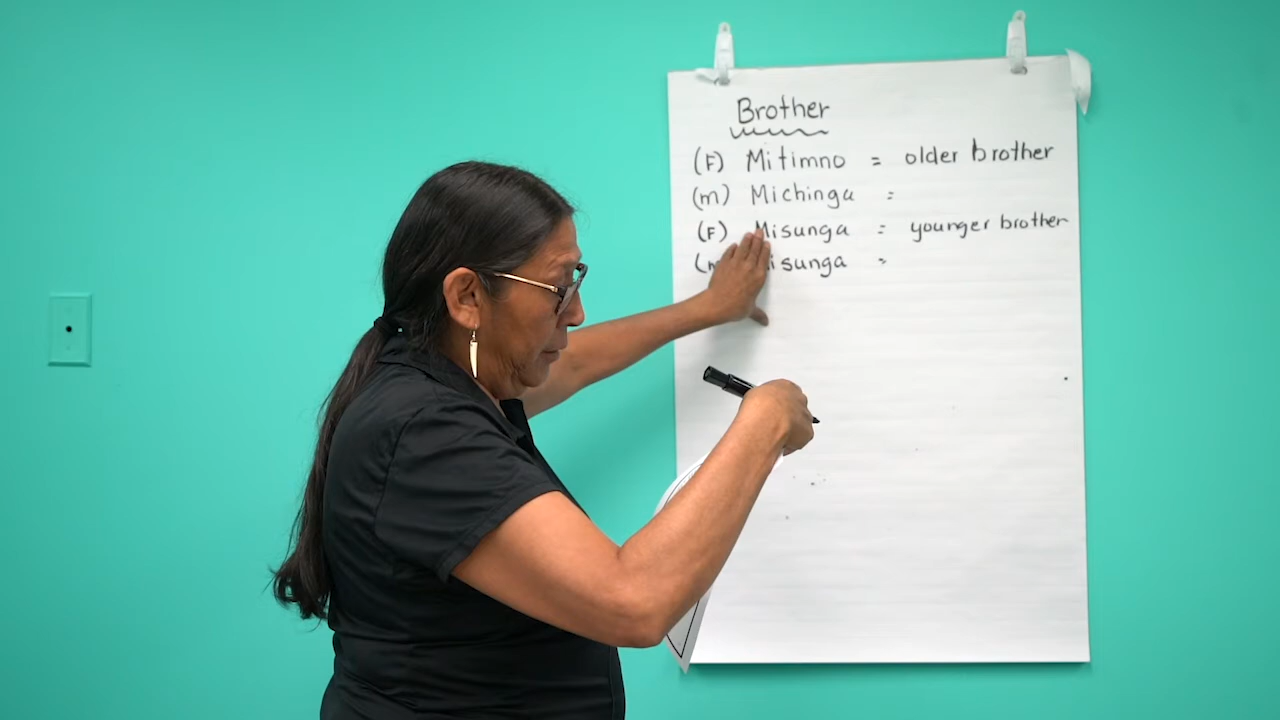 Brother
(F) Mitimno = older brother
(m) Michinga =
(F) Misunga = younger brother
isunga =